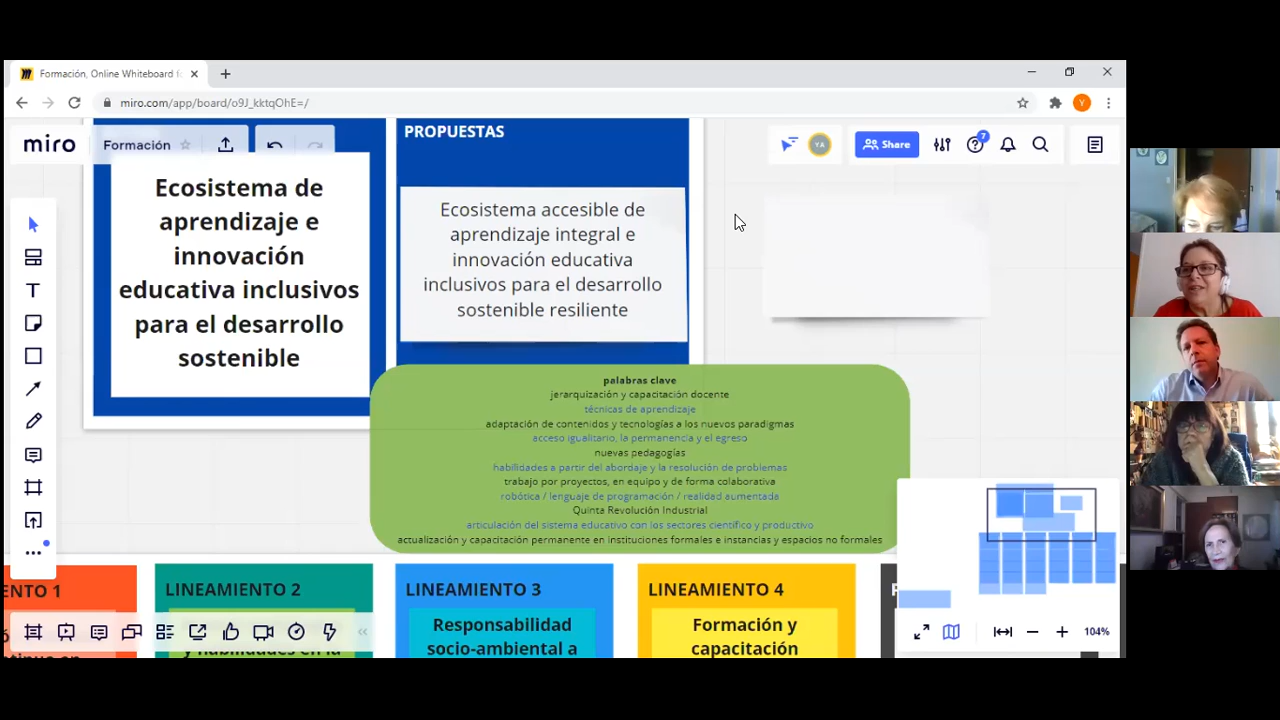 Formación, Online Whiteboard fo
miro.com/app/board/o9J_kktqOhE=/
Y
miro
Formación
PROPUESTAS
YA
Share
7
Ecosistema de
aprendizaje e
innovación
educativa inclusivos
para el desarrollo
sostenible
Ecosistema accesible de
aprendizaje integral e
innovación educativa
inclusivos para el desarrollo
sostenible resiliente
palabras clave
jerarquización y capacitación docente
técnicas de aprendizaje
adaptación de contenidos y tecnologías a los nuevos paradigmas
acceso igualitario, la permanencia y el egreso
nuevas pedagogías
habilidades a partir del abordaje y la resolución de problemas
trabajo por proyectos, en equipo y de forma colaborativa
robótica / lenguaje de programación / realidad aumentada
Quinta Revolución Industrial
articulación del sistema educativo con los sectores científico y productivo
actualización y capacitación permanente en instituciones formales e instancias y espacios no formales
ENTO 1
LINEAMIENTO 2
y habilidades en la
LINEAMIENTO 3
Responsabilidad
socio-ambiental a
LINEAMIENTO 4
Formación y
capacitación
104%